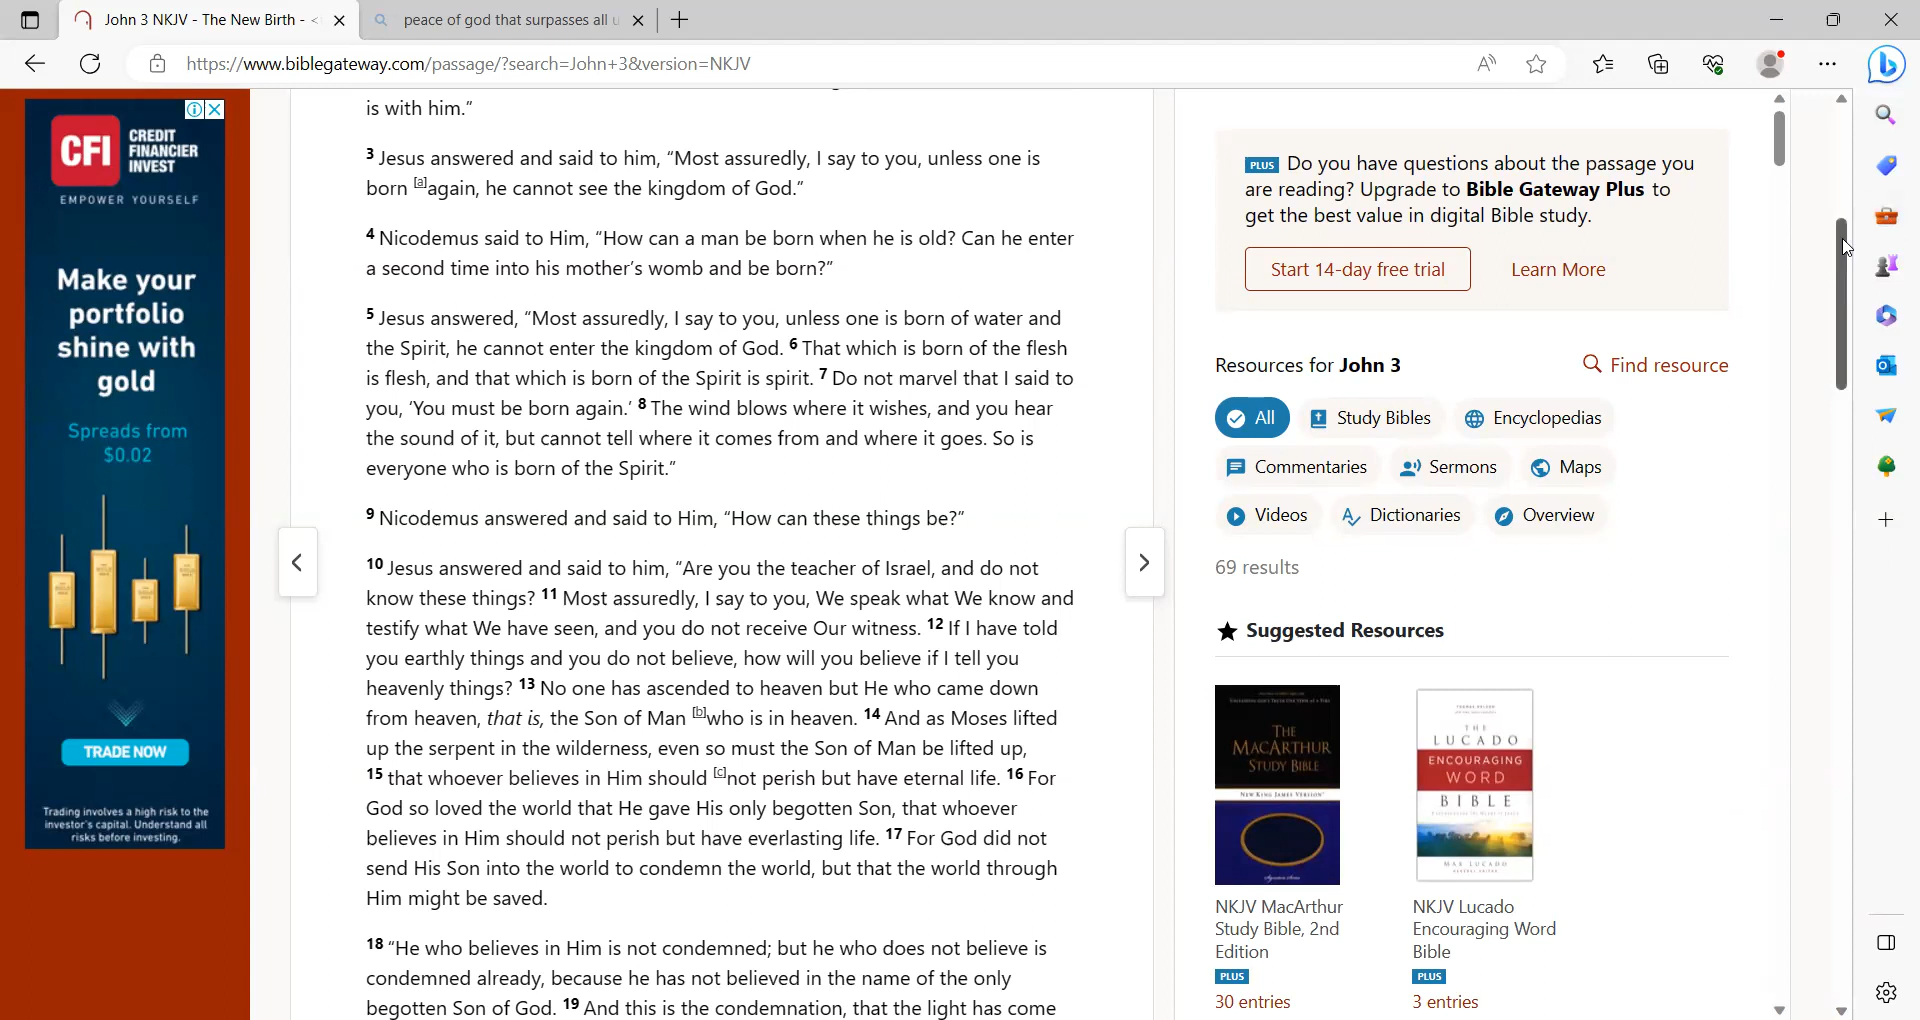 John 3 NKJV - The New Birth - <
peace of god that surpasses all u
https://www.biblegateway.com/passage/?search=John+3&version=NKJV
CFI CREDIT
FINANCIER
INVEST
EMPOWER YOURSELF
Make your
portfolio
shine with
gold
Spreads from
$0.02
TRADE NOW
Trading involves a high risk to the
investor's capital. Understand all
risks before investing.
is with him.”
3 Jesus answered and said to him, “Most assuredly, I say to you, unless one is
born [a]again, he cannot see the kingdom of God.”
4 Nicodemus said to Him, “How can a man be born when he is old? Can he enter
a second time into his mother’s womb and be born?”
5 Jesus answered, “Most assuredly, I say to you, unless one is born of water and
the Spirit, he cannot enter the kingdom of God. 6 That which is born of the flesh
is flesh, and that which is born of the Spirit is spirit. 7 Do not marvel that I said to
you, ‘You must be born again.’ 8 The wind blows where it wishes, and you hear
the sound of it, but cannot tell where it comes from and where it goes. So is
everyone who is born of the Spirit.”
9 Nicodemus answered and said to Him, “How can these things be?”
10 Jesus answered and said to him, “Are you the teacher of Israel, and do not
know these things? 11 Most assuredly, I say to you, We speak what We know and
testify what We have seen, and you do not receive Our witness. 12 If I have told
you earthly things and you do not believe, how will you believe if I tell you
heavenly things? 13 No one has ascended to heaven but He who came down
from heaven, that is, the Son of Man [b]who is in heaven. 14 And as Moses lifted
up the serpent in the wilderness, even so must the Son of Man be lifted up,
15 that whoever believes in Him should [c]not perish but have eternal life. 16 For
God so loved the world that He gave His only begotten Son, that whoever
believes in Him should not perish but have everlasting life. 17 For God did not
send His Son into the world to condemn the world, but that the world through
Him might be saved.
18 “He who believes in Him is not condemned; but he who does not believe is
condemned already, because he has not believed in the name of the only
begotten Son of God. 19 And this is the condemnation, that the light has come
PLUS Do you have questions about the passage you
are reading? Upgrade to Bible Gateway Plus to
get the best value in digital Bible study.
Start 14-day free trial Learn More
Resources for John 3 Find resource
All Study Bibles Encyclopedias
Commentaries Sermons Maps
Videos Dictionaries Overview
69 results
Suggested Resources
THE
MACARTHUR
STUDY BIBLE
NEW KING JAMES VERSION
THE
LUCADO
ENCOURAGING
WORD
BIBLE
MAX LUCADO
NKJV MacArthur
Study Bible, 2nd
Edition
PLUS
30 entries
NKJV Lucado
Encouraging Word
Bible
PLUS
3 entries